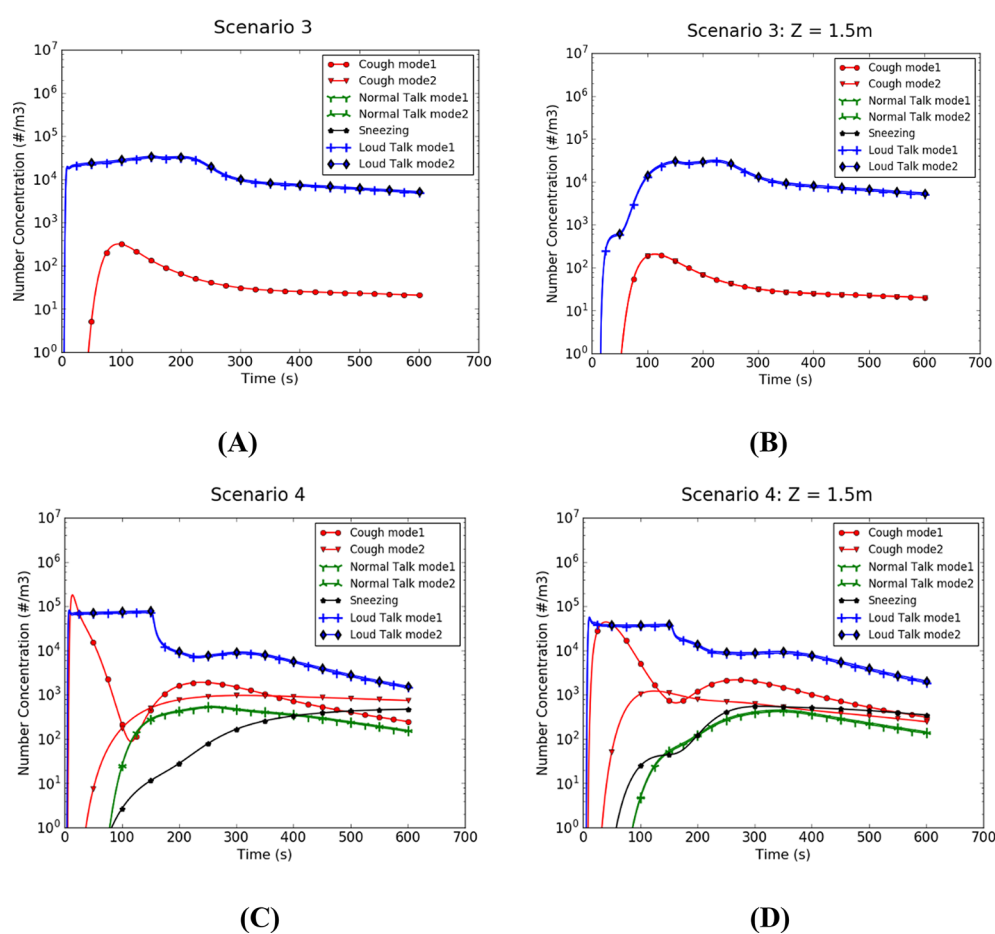 Scenario 3
Number Concentration (#/m3)
10^7
10^6
10^5
10^4
10^3
10^2
10^1
10^0
Cough mode1
Cough mode2
Normal Talk mode1
Normal Talk mode2
Sneezing
Loud Talk mode1
Loud Talk mode2
0 100 200 300 400 500 600 700
Time (s)
(A)
Scenario 3: Z = 1.5m
Number Concentration (#/m3)
10^7
10^6
10^5
10^4
10^3
10^2
10^1
10^0
Cough mode1
Cough mode2
Normal Talk mode1
Normal Talk mode2
Sneezing
Loud Talk mode1
Loud Talk mode2
0 100 200 300 400 500 600 700
Time (s)
(B)
Scenario 4
Number Concentration (#/m3)
10^7
10^6
10^5
10^4
10^3
10^2
10^1
10^0
Cough mode1
Cough mode2
Normal Talk mode1
Normal Talk mode2
Sneezing
Loud Talk mode1
Loud Talk mode2
0 100 200 300 400 500 600 700
Time (s)
(C)
Scenario 4: Z = 1.5m
Number Concentration (#/m3)
10^7
10^6
10^5
10^4
10^3
10^2
10^1
10^0
Cough mode1
Cough mode2
Normal Talk mode1
Normal Talk mode2
Sneezing
Loud Talk mode1
Loud Talk mode2
0 100 200 300 400 500 600 700
Time (s)
(D)